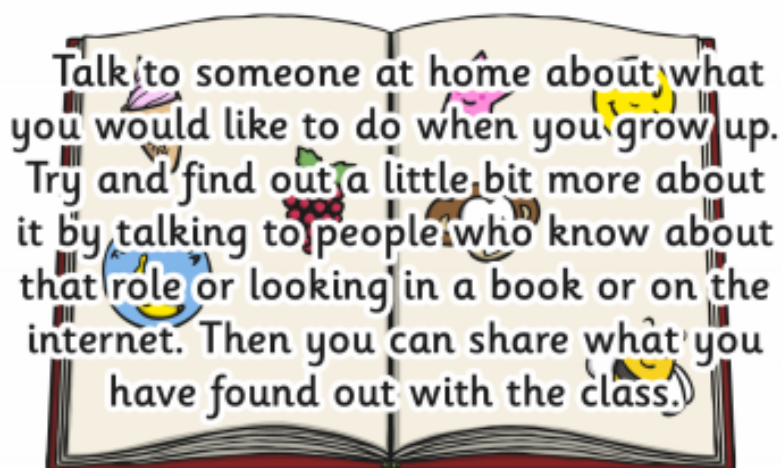 Talk to someone at home about what
you would like to do when you grow up.
Try and find out a little bit more about
it by talking to people who know about
that role or looking in a book or on the
internet. Then you can share what you
have found out with the class.